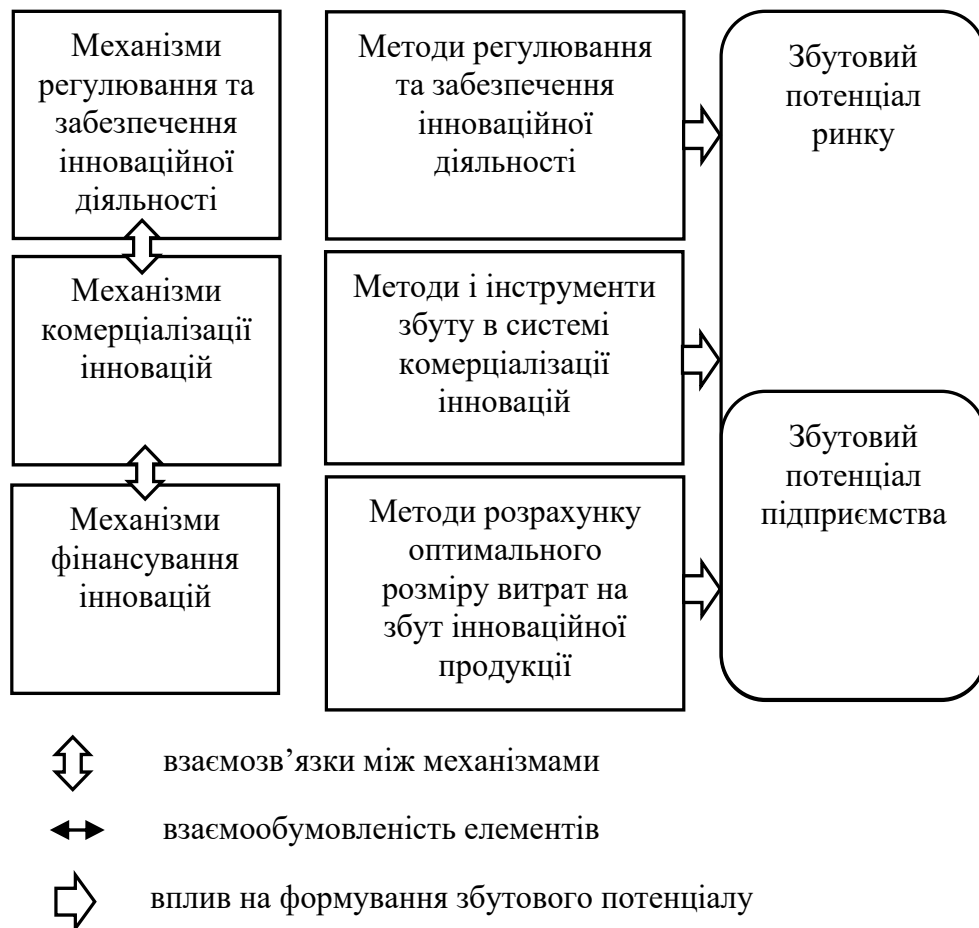 Механізми
регулювання та
забезпечення
інноваційної
діяльності
Методи регулювання
та забезпечення
інноваційної
діяльності
Збутовий
потенціал
ринку
Механізми
комерціалізації
інновацій
Методи і інструменти
збуту в системі
комерціалізації
інновацій
Збутовий
потенціал
підприємства
Механізми
фінансування
інновацій
Методи розрахунку
оптимального
розміру витрат на
збут інноваційної
продукції
взаємозв’язки між механізмами
взаємообумовленість елементів
вплив на формування збутового потенціалу